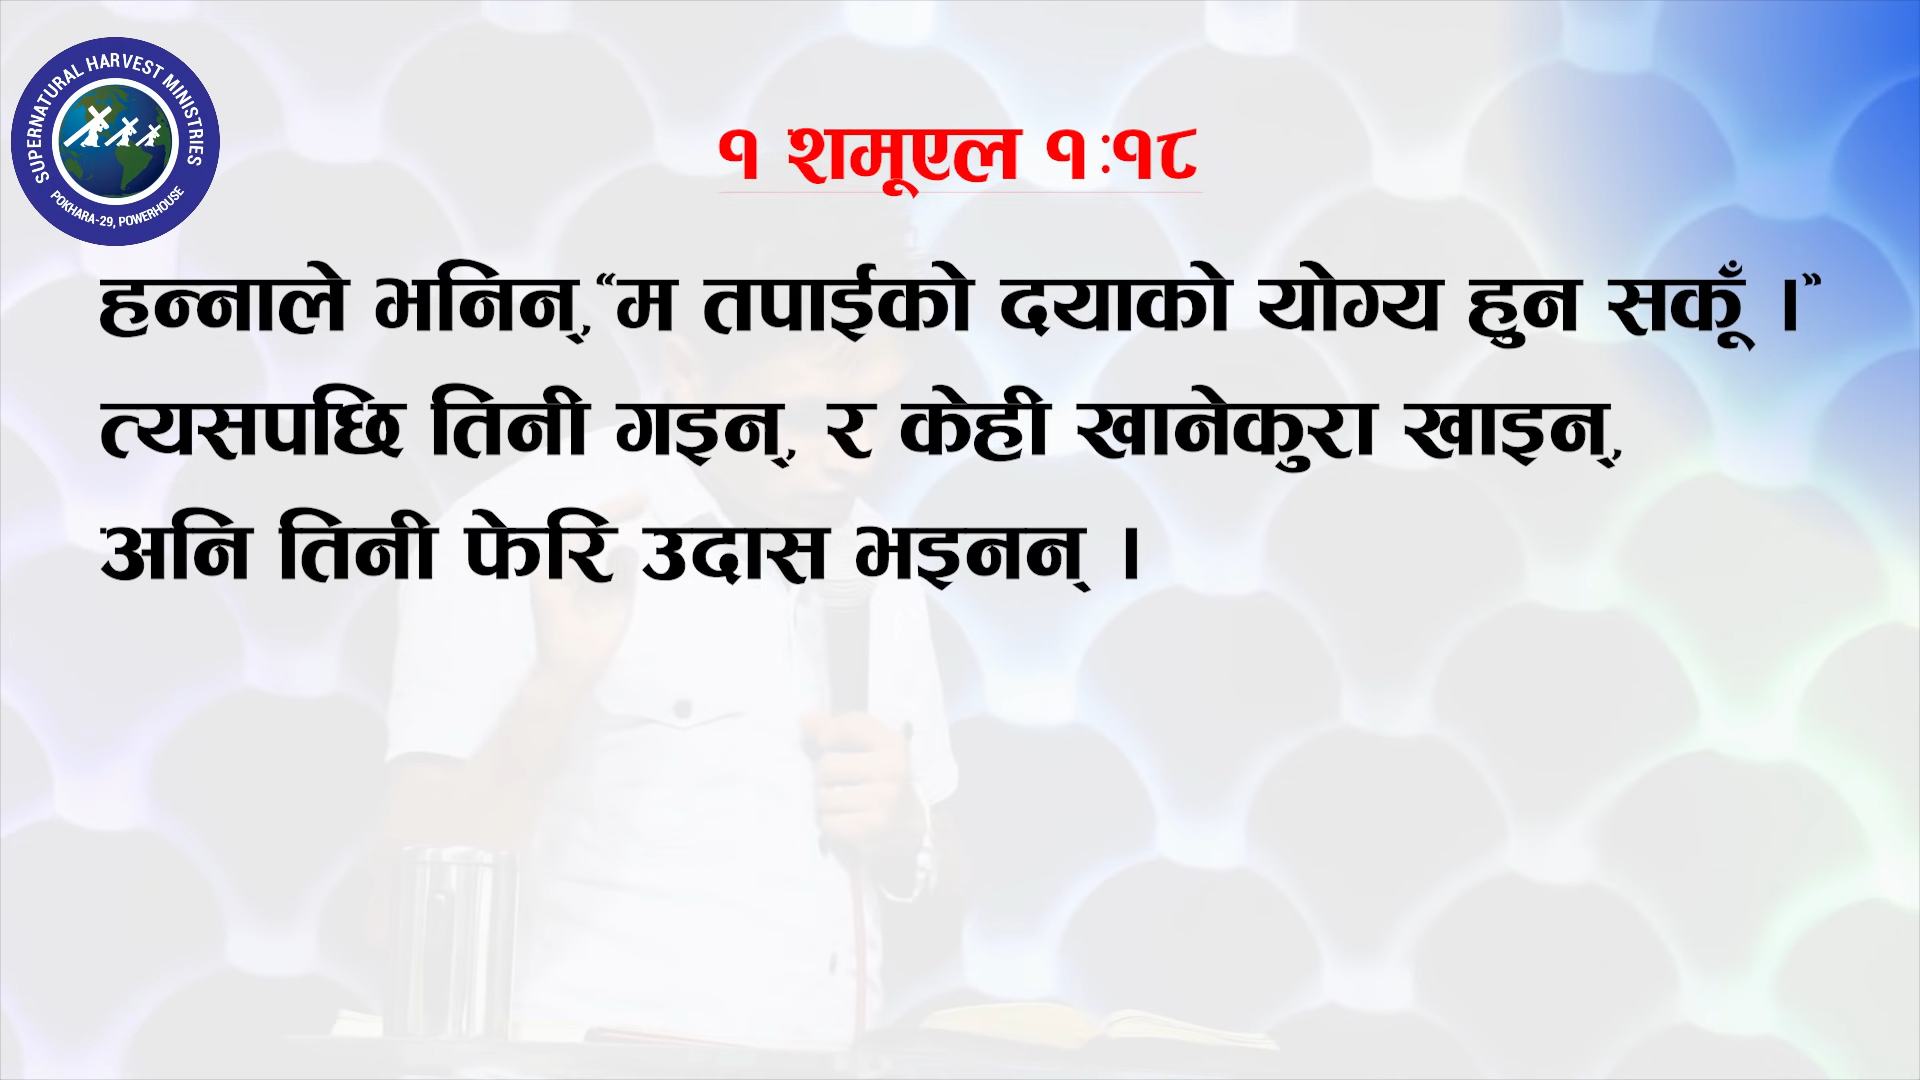 SUPERNATURAL HARVEST MINISTRIES
POKHARA-29, POWERHOUSE
१ शमूएल १:१८
हन्नाले भनिन्, “म तपाईको दयाको योग्य हुन सकूँ ।”
त्यसपछि तिनी गइन्, र केही खानेकुरा खाइन्,
अनि तिनी फेरि उदास भइनन् ।